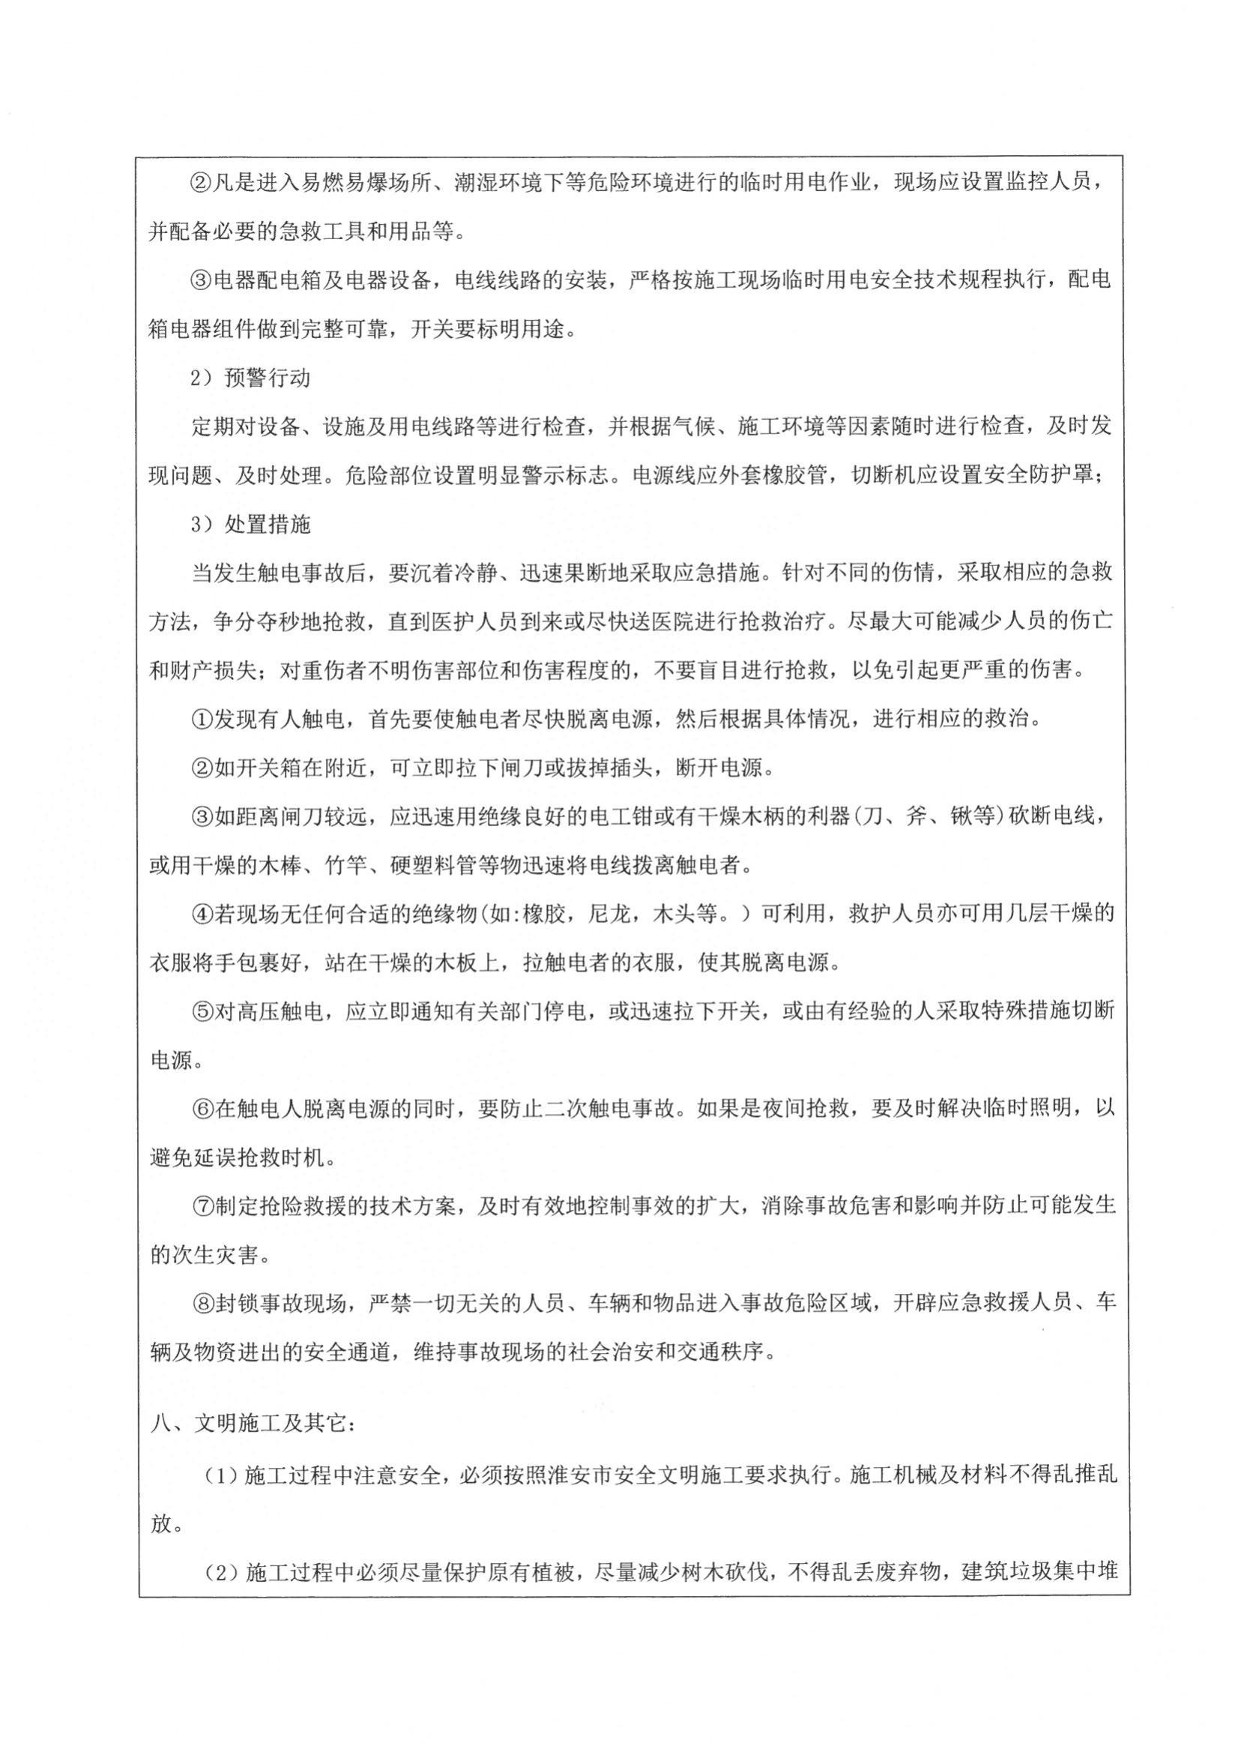 ②凡是进入易燃易爆场所、潮湿环境下等危险环境进行的临时用电作业，现场应设置监控人员，
并配备必要的急救工具和用品等。
③电器配电箱及电器设备，电线线路的安装，严格按施工现场临时用电安全技术规程执行，配电
箱电器组件做到完整可靠，开关要标明用途。
2）预警行动
定期对设备、设施及用电线路等进行检查，并根据气候、施工环境等因素随时进行检查，及时发
现问题、及时处理。危险部位设置明显警示标志。电源线应外套橡胶管，切断机应设置安全防护罩；
3）处置措施
当发生触电事故后，要沉着冷静、迅速果断地采取应急措施。针对不同的伤情，采取相应的急救
方法，争分夺秒地抢救，直到医护人员到来或尽快送医院进行抢救治疗。尽最大可能减少人员的伤亡
和财产损失；对重伤者不明伤害部位和伤害程度的，不要盲目进行抢救，以免引起更严重的伤害。
①发现有人触电，首先要使触电者尽快脱离电源，然后根据具体情况，进行相应的救治。
②如开关箱在附近，可立即拉下闸刀或拔掉插头，断开电源。
③如距离闸刀较远，应迅速用绝缘良好的电工钳或有干燥木柄的利器(刀、斧、锹等)砍断电线，
或用干燥的木棒、竹竿、硬塑料管等物迅速将电线拨离触电者。
④若现场无任何合适的绝缘物(如:橡胶，尼龙，木头等。）可利用，救护人员亦可用几层干燥的
衣服将手包裹好，站在干燥的木板上，拉触电者的衣服，使其脱离电源。
⑤对高压触电，应立即通知有关部门停电，或迅速拉下开关，或由有经验的人采取特殊措施切断
电源。
⑥在触电人脱离电源的同时，要防止二次触电事故。如果是夜间抢救，要及时解决临时照明，以
避免延误抢救时机。
⑦制定抢险救援的技术方案，及时有效地控制事效的扩大，消除事故危害和影响并防止可能发生
的次生灾害。
⑧封锁事故现场，严禁一切无关的人员、车辆和物品进入事故危险区域，开辟应急救援人员、车
辆及物资进出的安全通道，维持事故现场的社会治安和交通秩序。
八、文明施工及其它：
（1）施工过程中注意安全，必须按照淮安市安全文明施工要求执行。施工机械及材料不得乱推乱
放。
（2）施工过程中必须尽量保护原有植被，尽量减少树木砍伐，不得乱丢废弃物，建筑垃圾集中堆